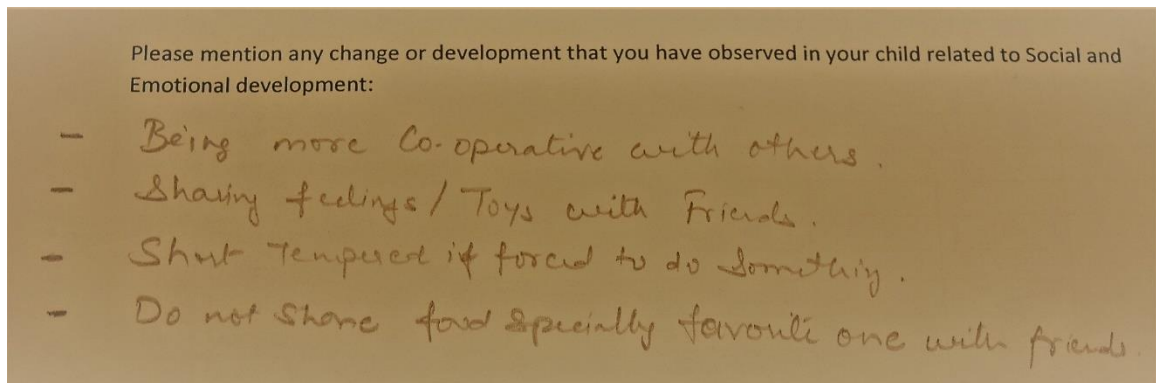 Please mention any change or development that you have observed in your child related to Social and
Emotional development:
- Being more Co-operative with others.
- Sharing feelings / Toys with Friends.
- Short Tempered if forced to do Something.
- Do not Share food specially favourite one with friends.